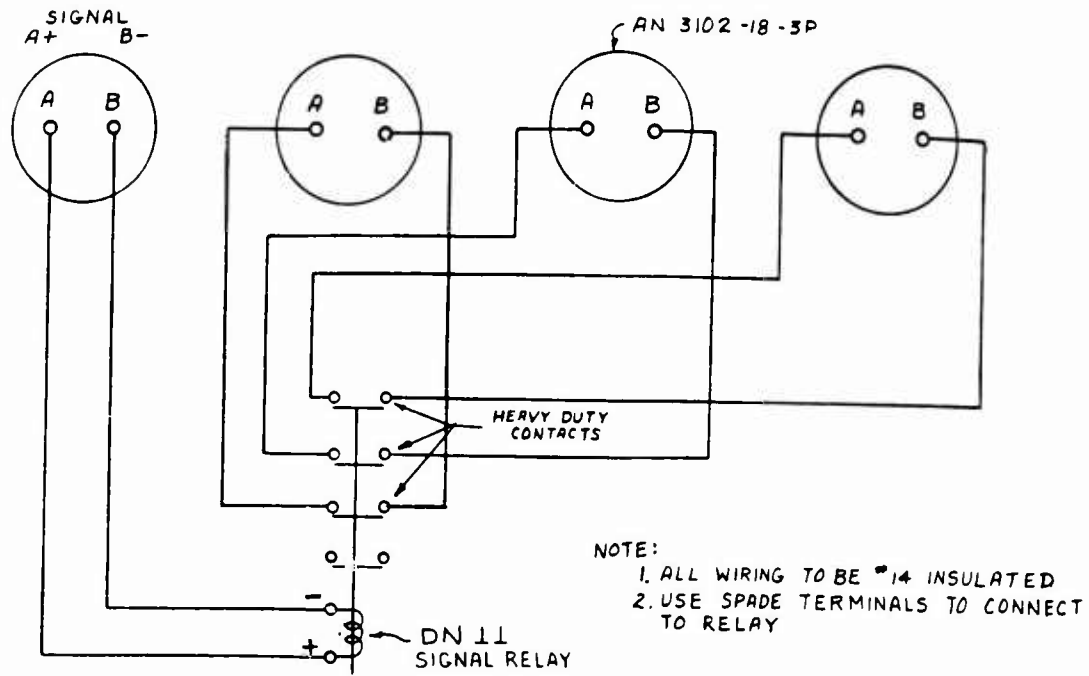 SIGNAL
A+ B-
AN 3102-18-3P
A B
A B
A B
A B
HEAVY DUTY
CONTACTS
-
+
DN 11
SIGNAL RELAY
NOTE:
1. ALL WIRING TO BE #14 INSULATED
2. USE SPADE TERMINALS TO CONNECT
TO RELAY